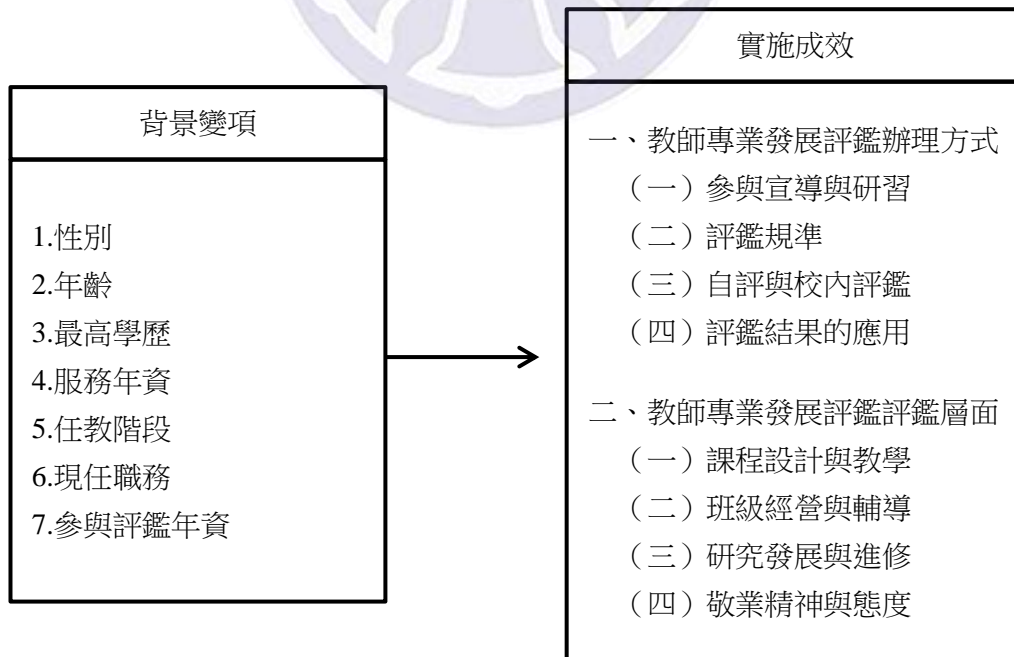 背景變項
1.性別
2.年齡
3.最高學歷
4.服務年資
5.任教階段
6.現任職務
7.參與評鑑年資
實施成效
一、教師專業發展評鑑辦理方式
（一）參與宣導與研習
（二）評鑑規準
（三）自評與校內評鑑
（四）評鑑結果的應用
二、教師專業發展評鑑評鑑層面
（一）課程設計與教學
（二）班級經營與輔導
（三）研究發展與進修
（四）敬業精神與態度